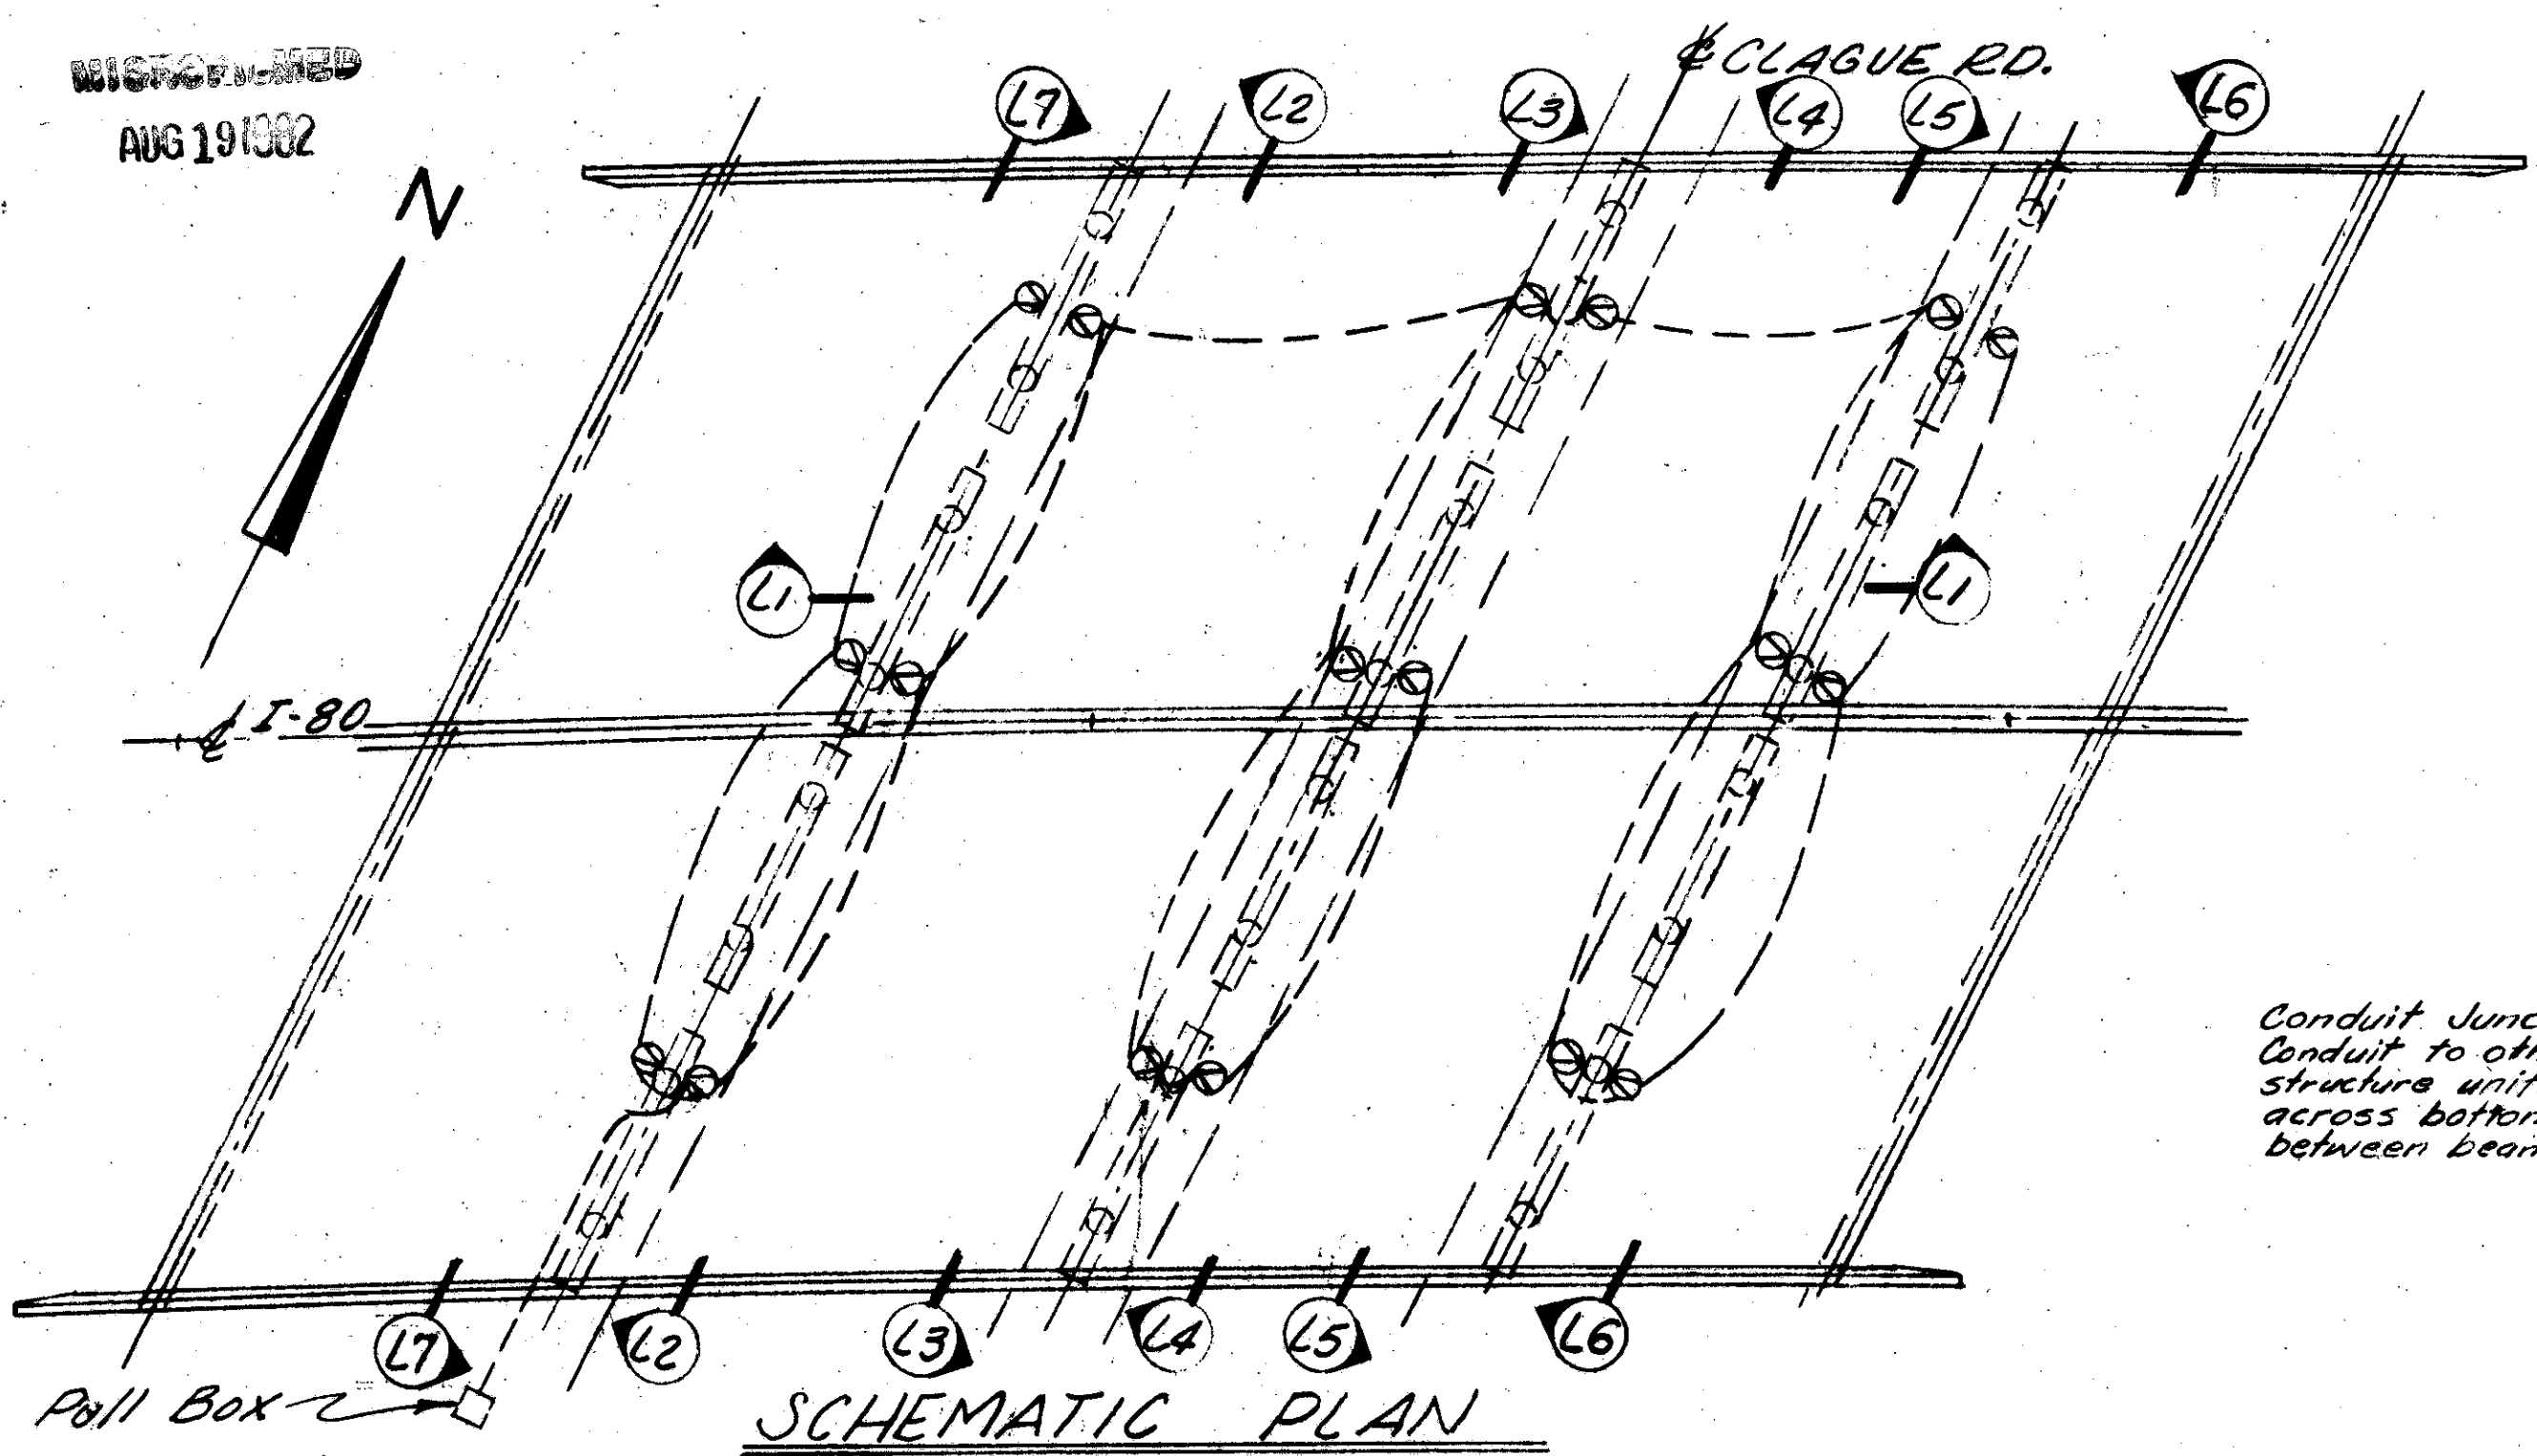 MICROFILMED
AUG 19 1982
N
℄ CLAGUE RD.
L7
L2
L3
L4
L5
L6
L1
L1
℄ I-80
Conduit Junc
Conduit to oth
structure unit
across bottom
between beam
L7
L2
L3
L4
L5
L6
Pull Box
SCHEMATIC PLAN